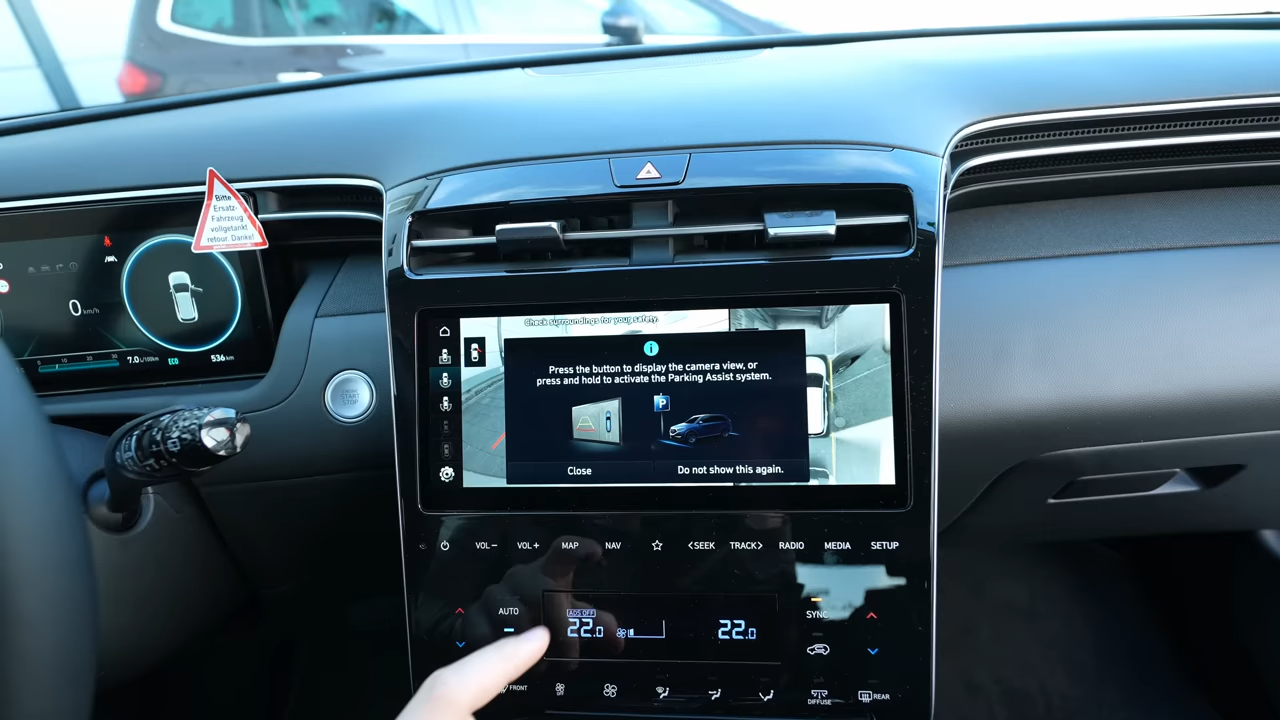 Bitte
Ersatz-
Fahrzeug
vollgetankt
retour. Danke!
0 km/h
7.0 L/100km
ECO
536 km
START
STOP
Check surroundings for your safety.
Press the button to display the camera view, or
press and hold to activate the Parking Assist system.
P
Close
Do not show this again.
VOL−
VOL+
MAP
NAV
<SEEK
TRACK>
RADIO
MEDIA
SETUP
AUTO
AQS OFF
22.0
22.0
SYNC
FRONT
OFF
DIFFUSE
REAR